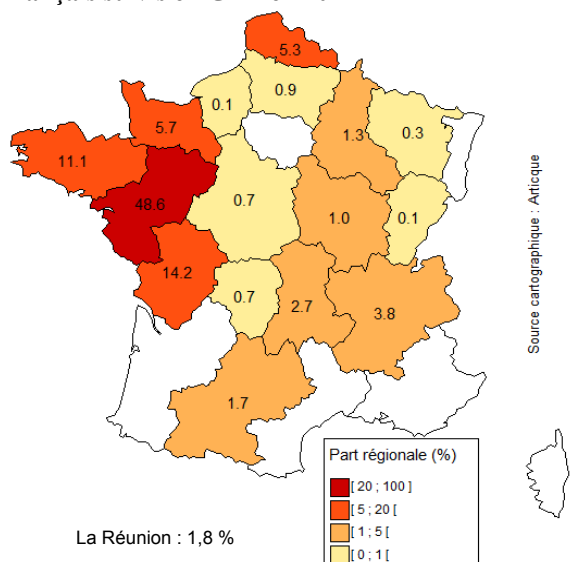 5.3
0.9
0.1
5.7
1.3
0.3
11.1
48.6
0.7
1.0
0.1
14.2
0.7
2.7
3.8
1.7
Source cartographique : Articque
Part régionale (%)
[ 20 ; 100 ]
[ 5 ; 20 [
[ 1 ; 5 [
[ 0 ; 1 [
La Réunion : 1,8 %